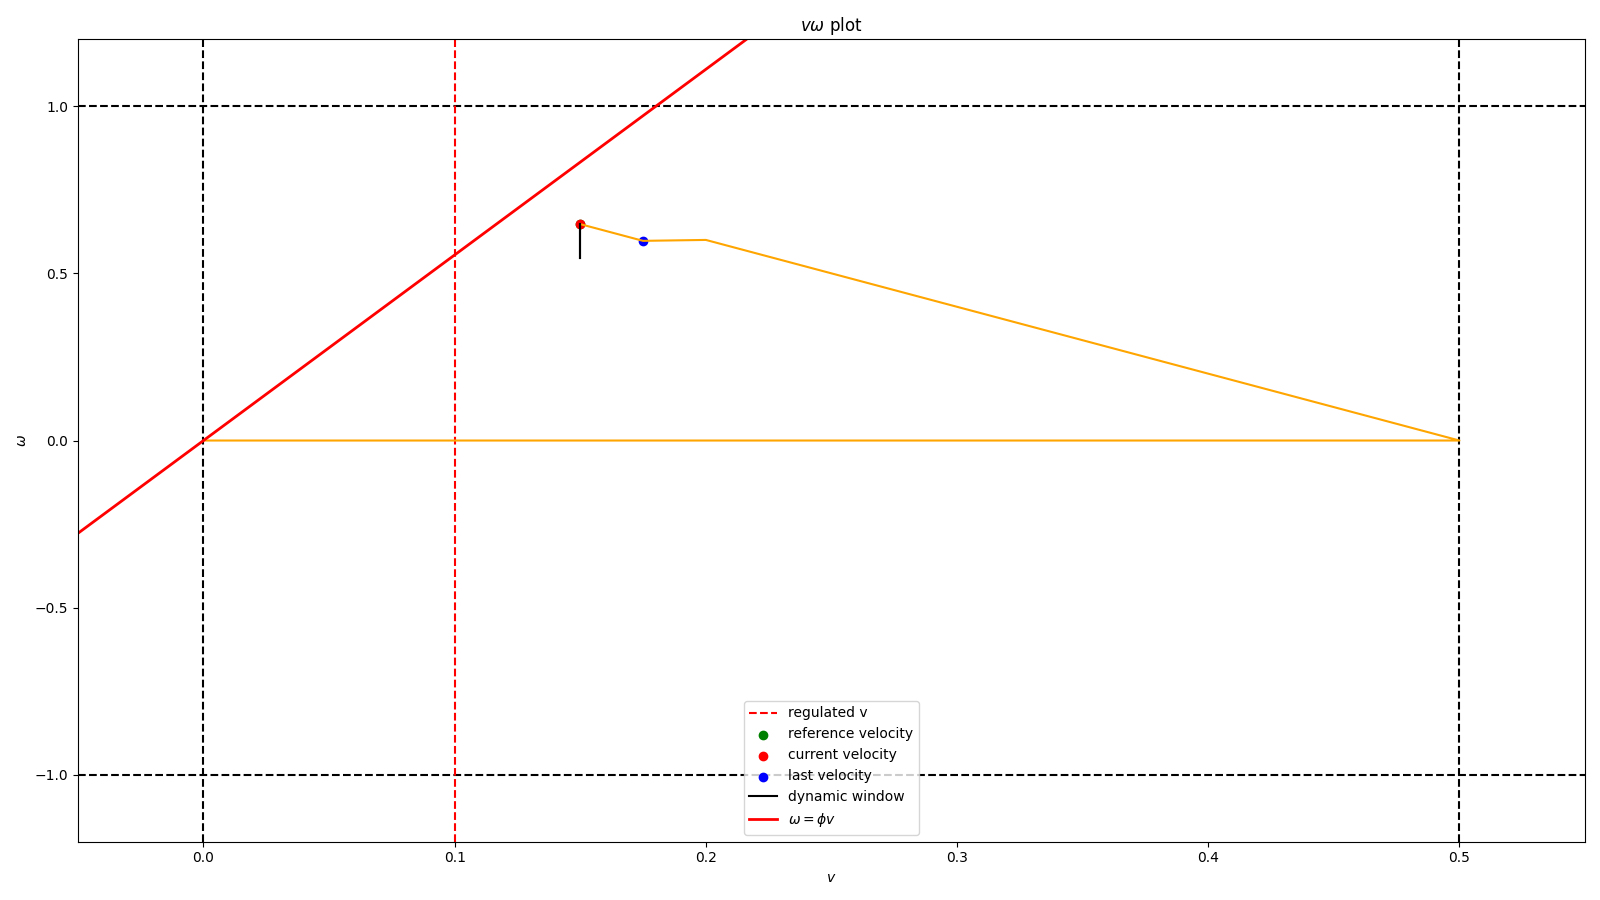 vω plot
1.0
0.5
0.0
−0.5
−1.0
ω
regulated v
reference velocity
current velocity
last velocity
dynamic window
ω = ϕv
0.0 0.1 0.2 0.3 0.4 0.5
v